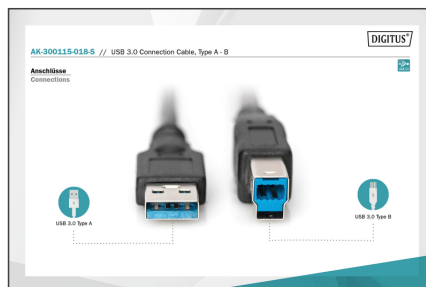 DIGITUS®
AK-300115-018-S // USB 3.0 Connection Cable, Type A - B
Anschlüsse
Connections
USB 3.0 Type A
USB 3.0 Type B